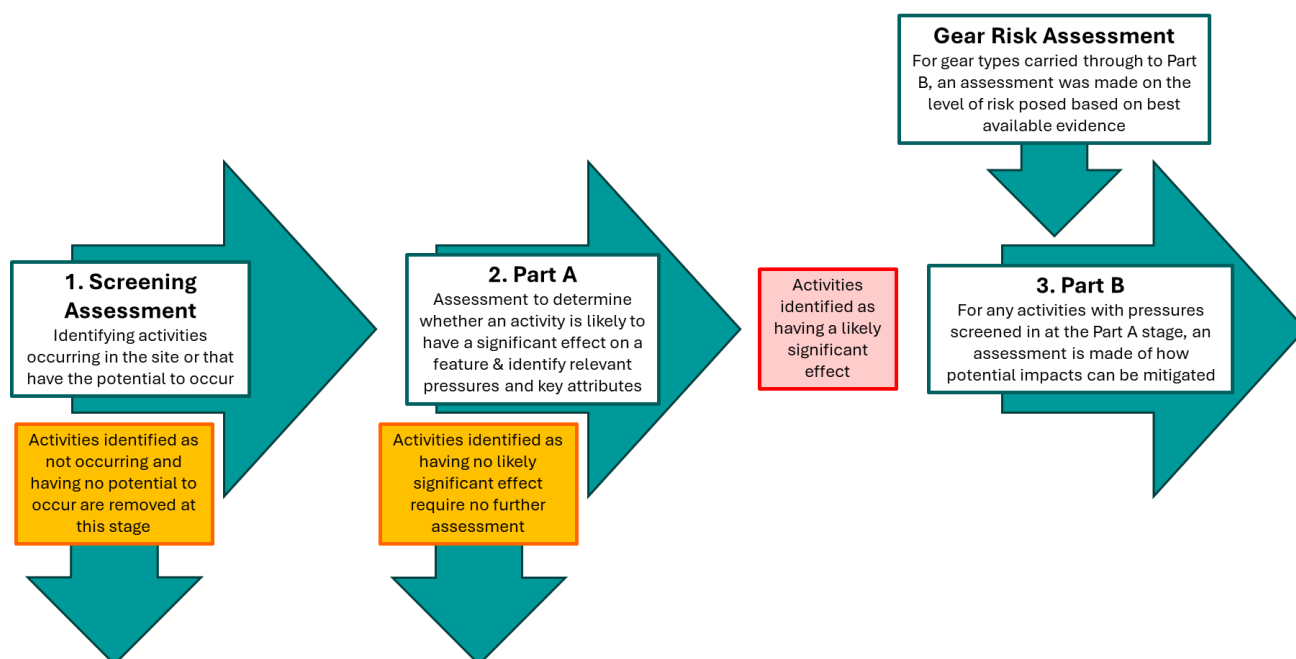 Gear Risk Assessment
For gear types carried through to Part
B, an assessment was made on the
level of risk posed based on best
available evidence
1. Screening
Assessment
Identifying activities
occurring in the site or that
have the potential to occur
Activities identified as
not occurring and
having no potential to
occur are removed at
this stage
2. Part A
Assessment to determine
whether an activity is likely to
have a significant effect on a
feature & identify relevant
pressures and key attributes
Activities identified as
having no likely
significant effect
require no further
assessment
Activities
identified as
having a likely
significant
effect
3. Part B
For any activities with pressures
screened in at the Part A stage, an
assessment is made of how
potential impacts can be mitigated